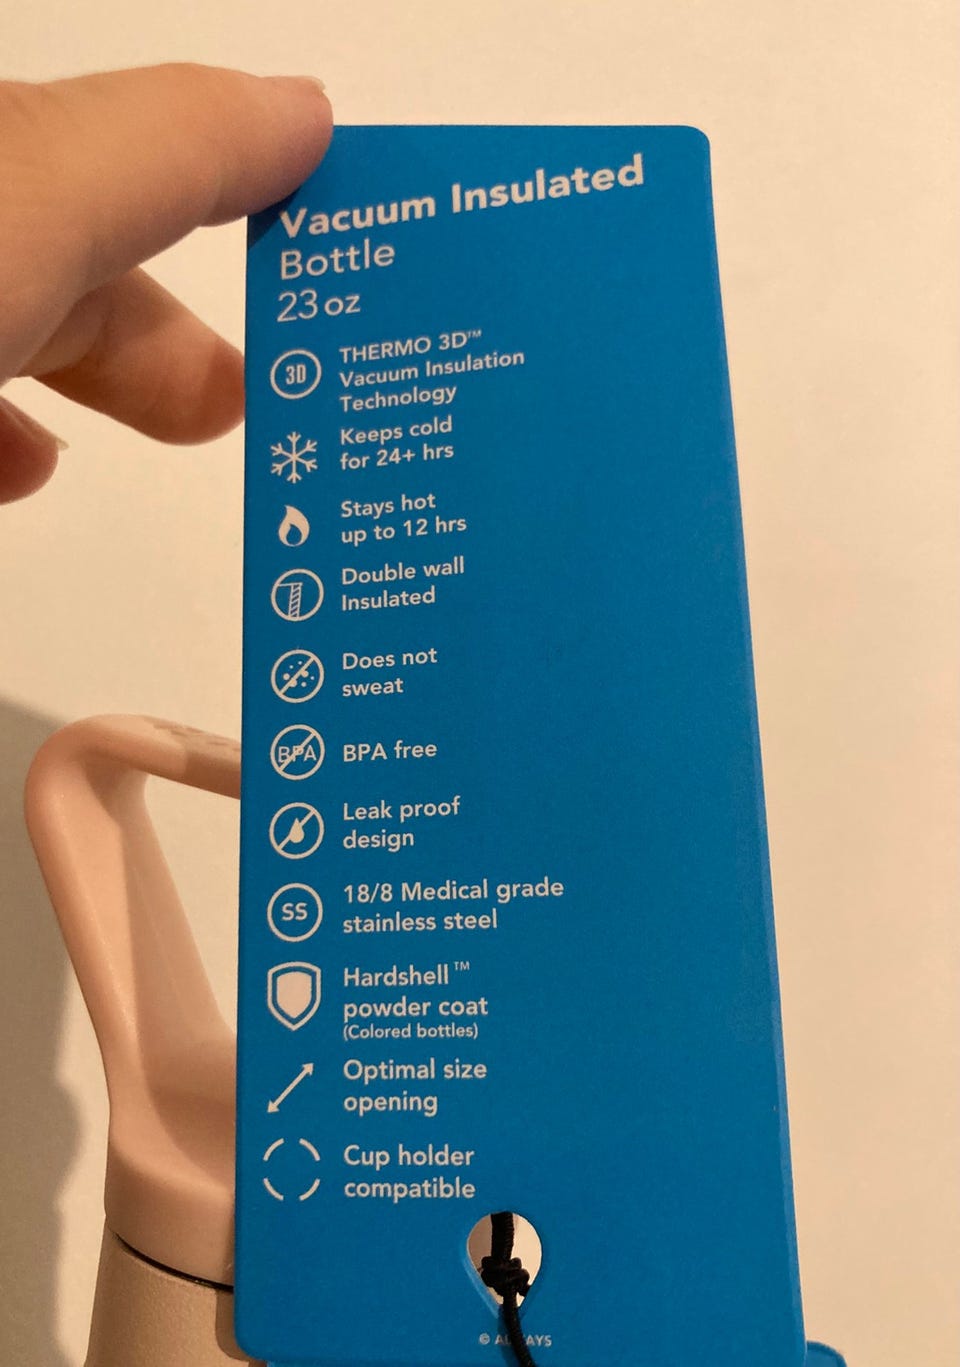 Vacuum Insulated
Bottle
23 oz
3D
THERMO 3D™
Vacuum Insulation
Technology
Keeps cold
for 24+ hrs
Stays hot
up to 12 hrs
Double wall
Insulated
Does not
sweat
BPA
BPA free
Leak proof
design
SS
18/8 Medical grade
stainless steel
Hardshell™
powder coat
(Colored bottles)
Optimal size
opening
Cup holder
compatible
©